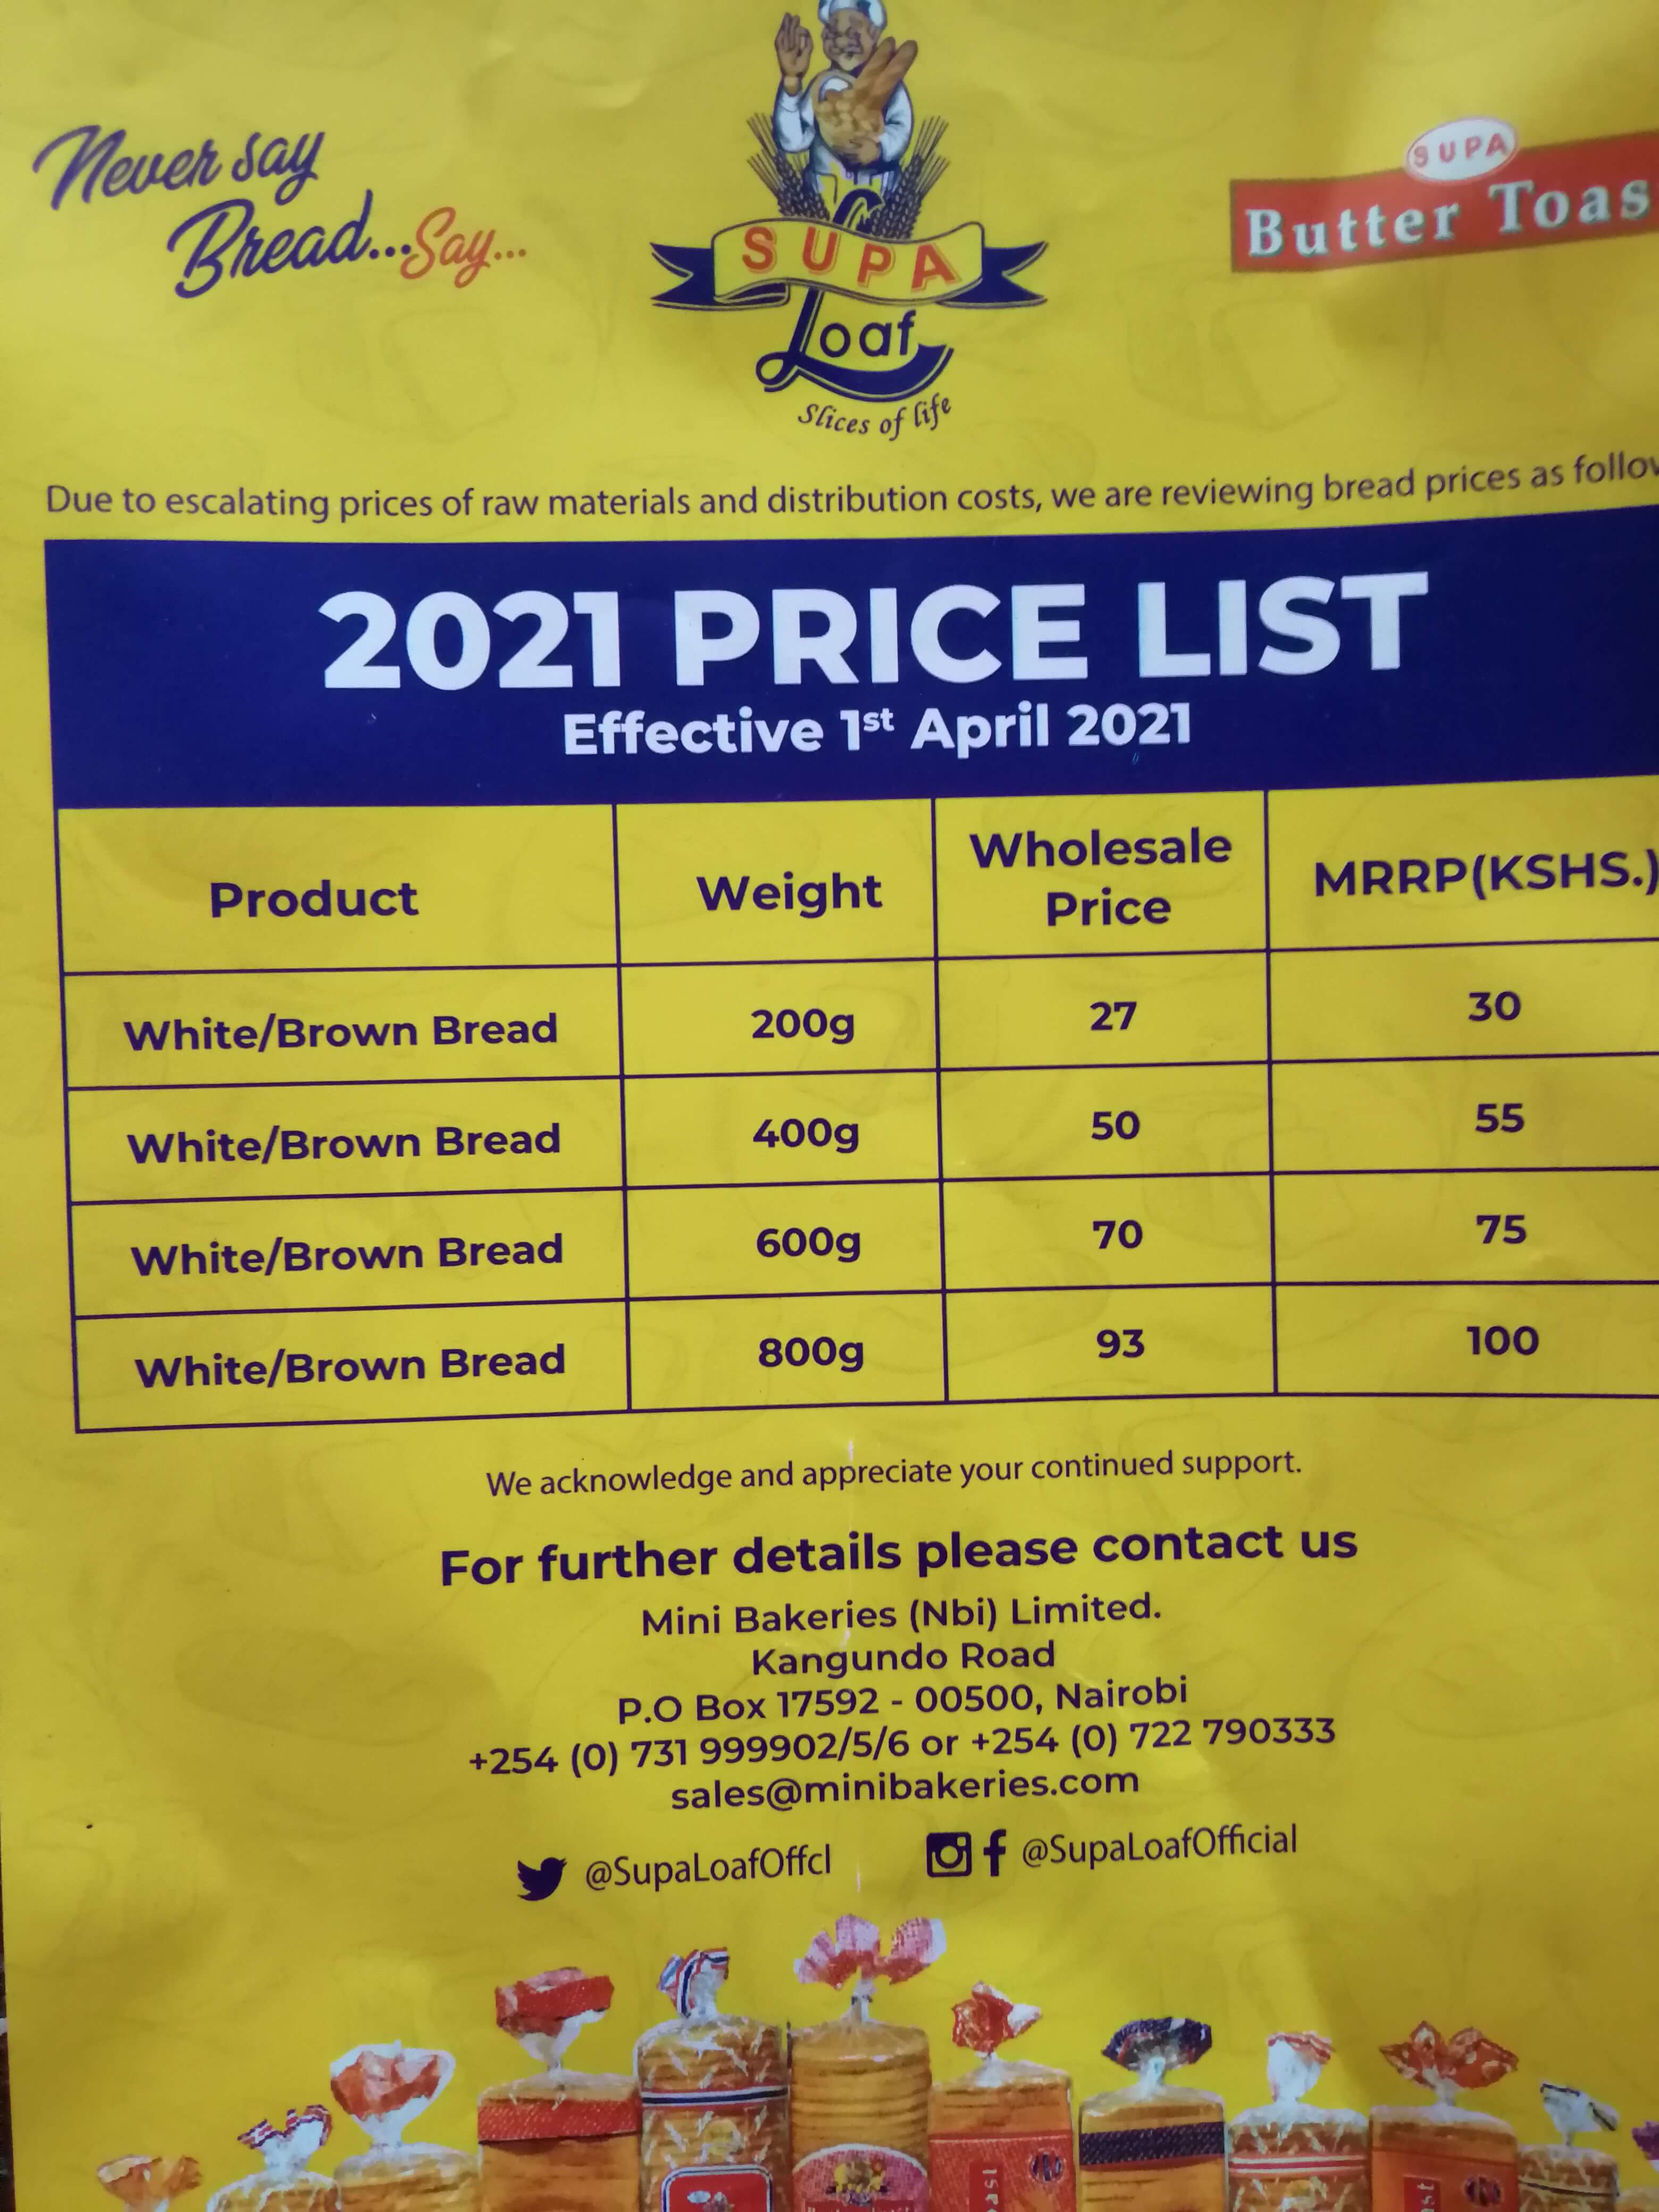 Never say
Bread...Say...
SUPA
Loaf
Slices of life
SUPA
Butter Toas
Due to escalating prices of raw materials and distribution costs, we are reviewing bread prices as follow
2021 PRICE LIST
Effective 1st April 2021
Product Weight Wholesale Price MRRP(KSHS.)
White/Brown Bread 200g 27 30
White/Brown Bread 400g 50 55
White/Brown Bread 600g 70 75
White/Brown Bread 800g 93 100
We acknowledge and appreciate your continued support.
For further details please contact us
Mini Bakeries (Nbi) Limited.
Kangundo Road
P.O Box 17592 - 00500, Nairobi
+254 (0) 731 999902/5/6 or +254 (0) 722 790333
sales@minibakeries.com
@SupaLoafOffcl
@SupaLoafOfficial